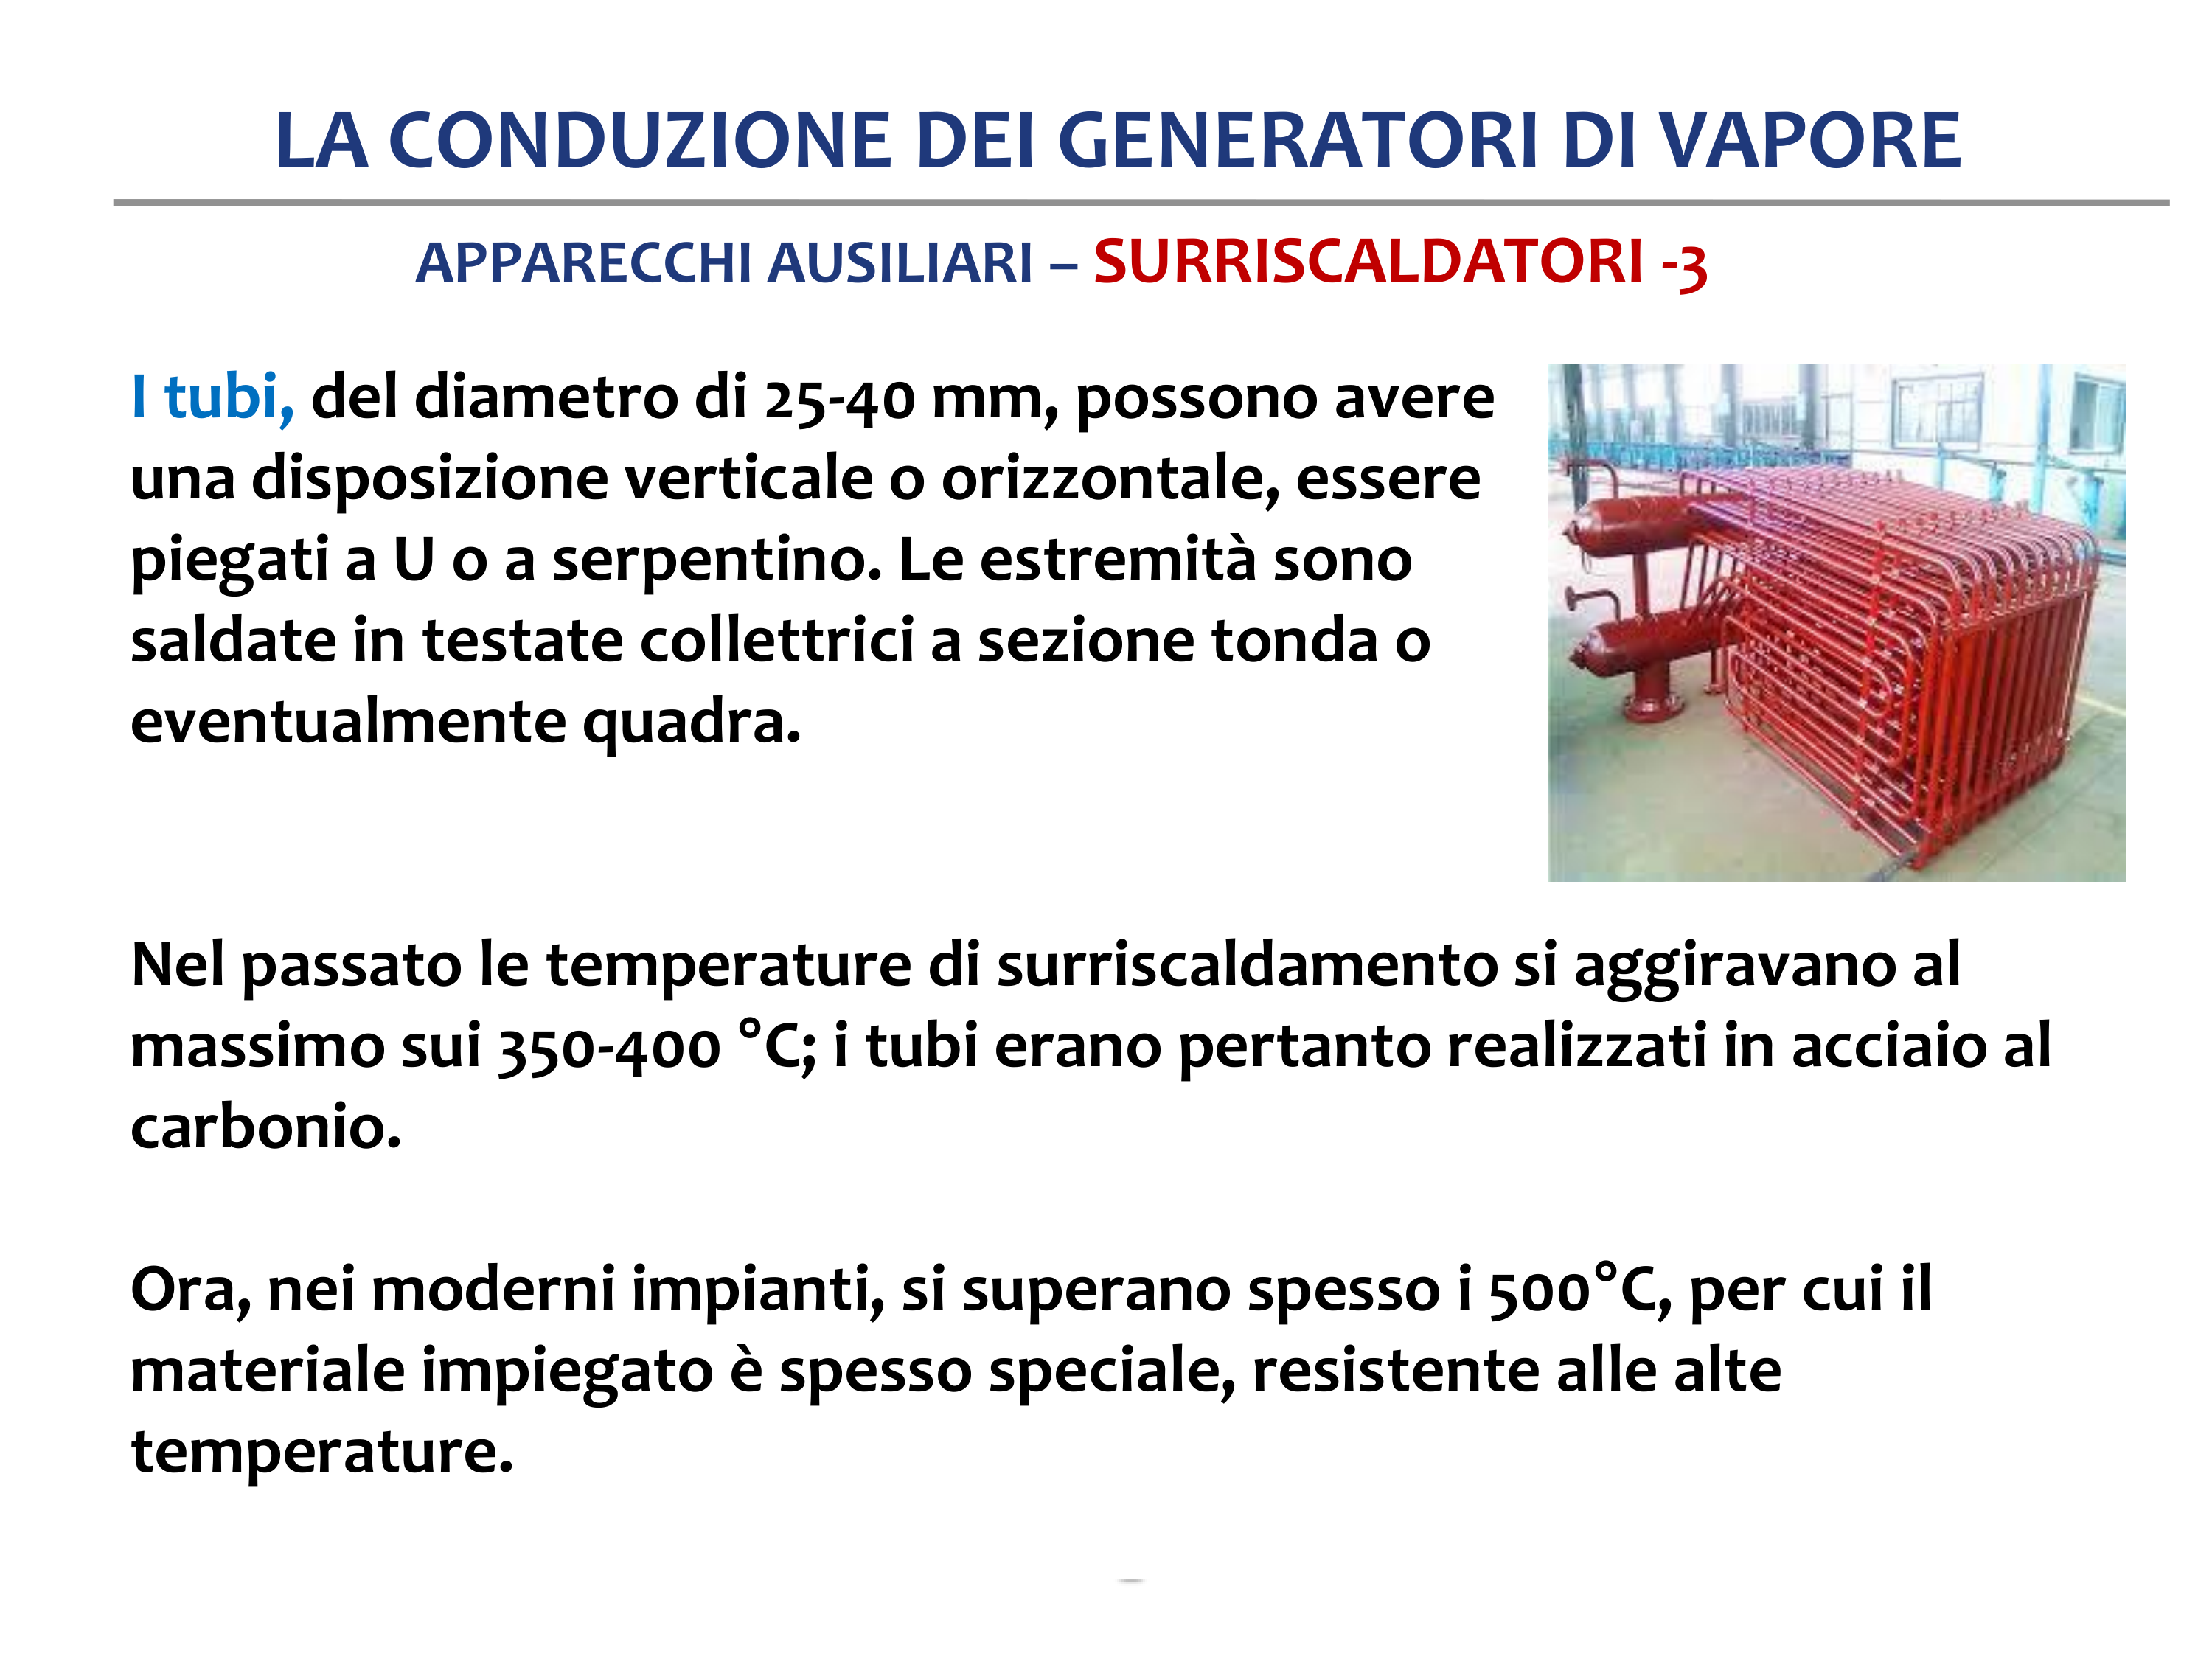 LA CONDUZIONE DEI GENERATORI DI VAPORE
APPARECCHI AUSILIARI – SURRISCALDATORI -3
I tubi, del diametro di 25-40 mm, possono avere
una disposizione verticale o orizzontale, essere
piegati a U o a serpentino. Le estremità sono
saldate in testate collettrici a sezione tonda o
eventualmente quadra.
Nel passato le temperature di surriscaldamento si aggiravano al
massimo sui 350-400 °C; i tubi erano pertanto realizzati in acciaio al
carbonio.
Ora, nei moderni impianti, si superano spesso i 500°C, per cui il
materiale impiegato è spesso speciale, resistente alle alte
temperature.